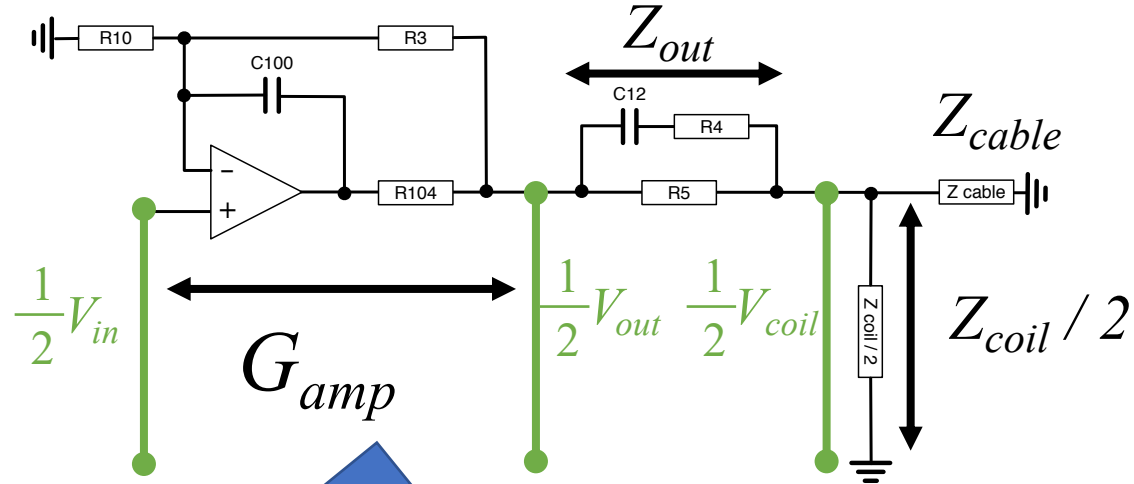 R10
R3
Z_out
C100
C12
R4
Z_cable
-
R104
R5
Z cable
+
1/2 V_in
G_amp
1/2 V_out
1/2 V_coil
Z coil / 2
Z_coil / 2